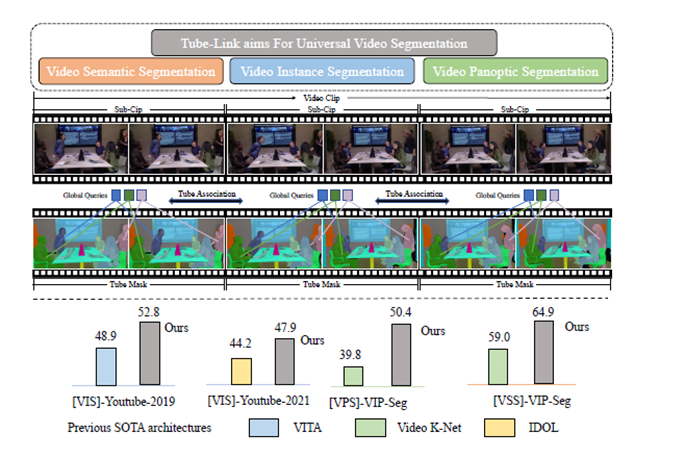 Tube-Link aims For Universal Video Segmentation
Video Semantic Segmentation Video Instance Segmentation Video Panoptic Segmentation
Video Clip
Sub-Cip Sub-Cip Sub-Cip
Global Queries Tube Association Global Queries Tube Association Global Queries
Tube Mask Tube Mask Tube Mask
52.8 50.4 64.9
48.9 Ours 44.2 47.9 Ours 39.8 Ours 59.0 Ours
[VIS]-Youtube-2019 [VIS]-Youtube-2021 [VPS]-VIP-Seg [VSS]-VIP-Seg
Previous SOTA architectures VITA Video K-Net IDOL